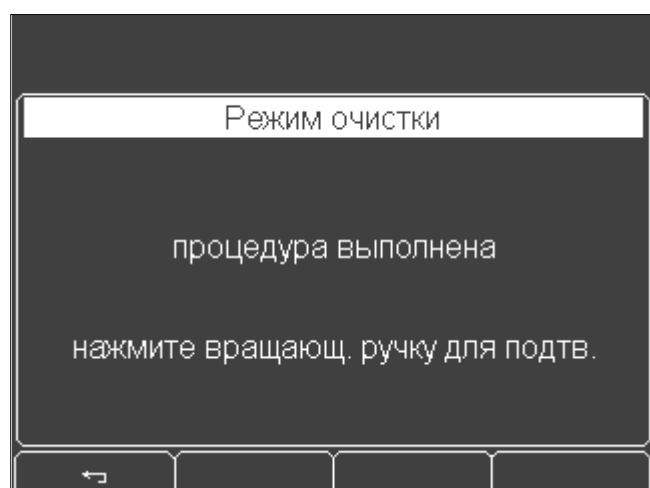 Режим очистки
процедура выполнена
нажмите вращающ. ручку для подтв.